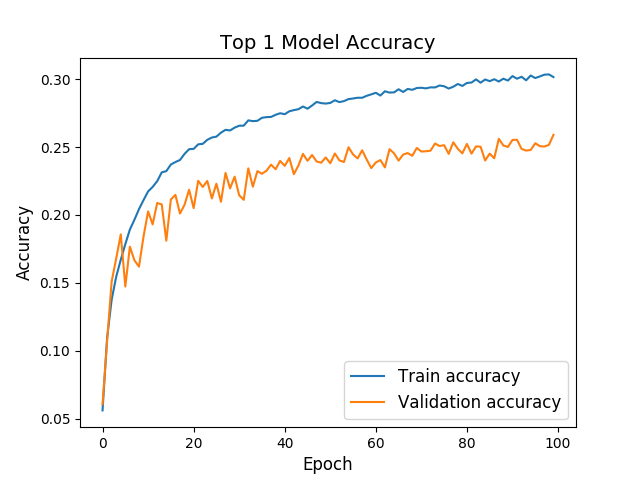 Top 1 Model Accuracy
0.30
0.25
0.20
0.15
0.10
0.05
Accuracy
Train accuracy
Validation accuracy
0 20 40 60 80 100
Epoch